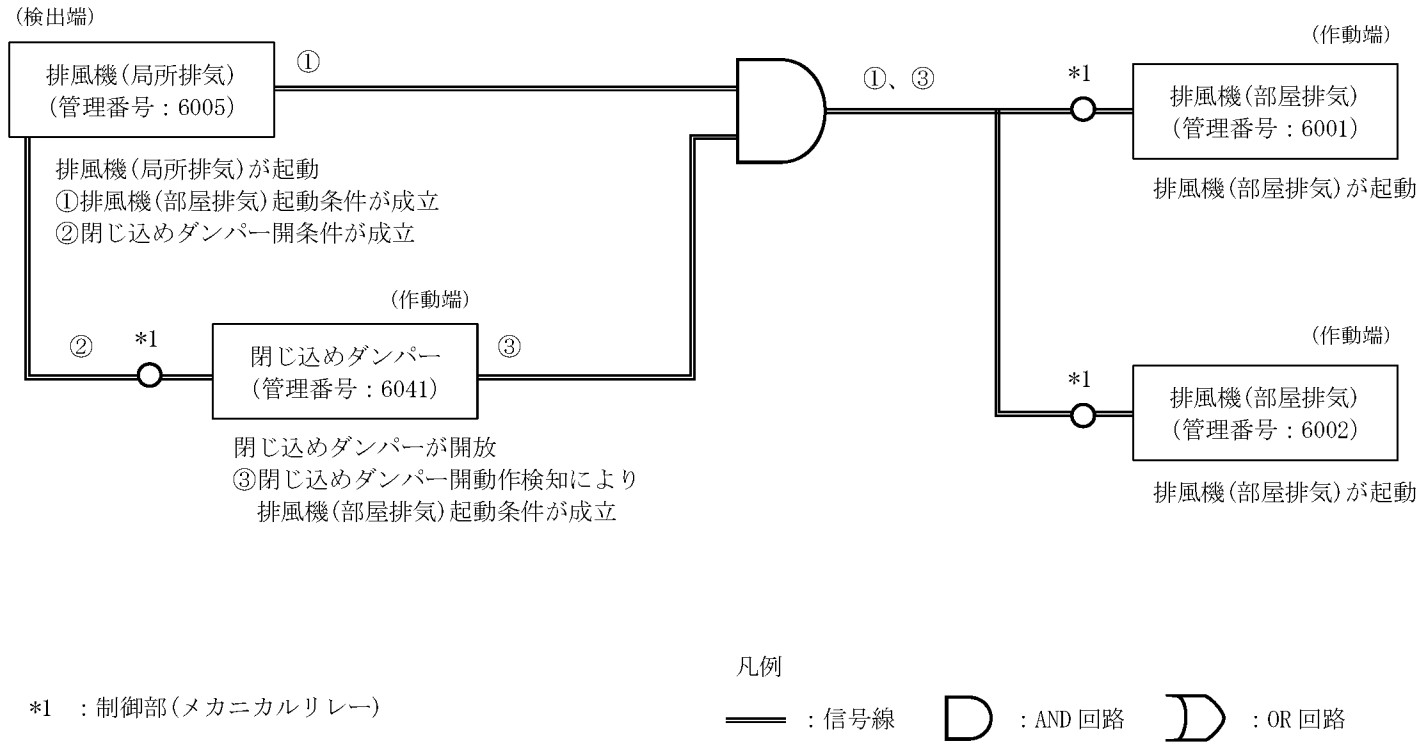 (検出端)
排風機(局所排気)
(管理番号：6005)
①
排風機(局所排気)が起動
①排風機(部屋排気)起動条件が成立
②閉じ込めダンパー開条件が成立
②
*1
(作動端)
閉じ込めダンパー
(管理番号：6041)
③
閉じ込めダンパーが開放
③閉じ込めダンパー開動作検知により
排風機(部屋排気)起動条件が成立
①、③
*1
(作動端)
排風機(部屋排気)
(管理番号：6001)
排風機(部屋排気)が起動
*1
(作動端)
排風機(部屋排気)
(管理番号：6002)
排風機(部屋排気)が起動
*1 ：制御部(メカニカルリレー)
凡例
：信号線
：AND 回路
：OR 回路